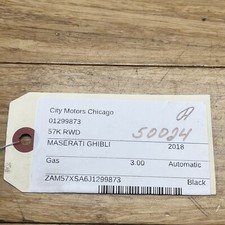 City Motors Chicago
01299873
57K RWD
50024
MASERATI GHIBLI 2018
Gas 3.00 Automatic
ZAM57XSA6J1299873
Black